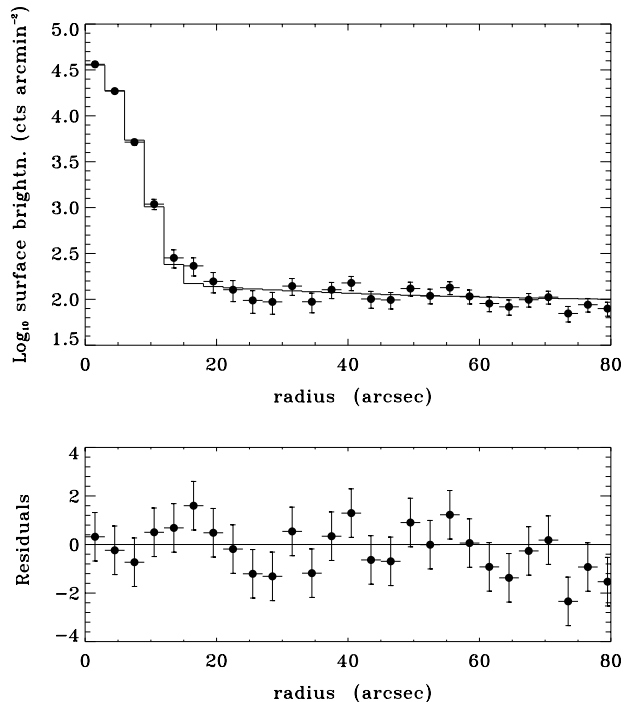 Log₁₀ surface brightn. (cts arcmin⁻²)
5.0
4.5
4.0
3.5
3.0
2.5
2.0
1.5
0 20 40 60 80
radius (arcsec)
Residuals
4
2
0
−2
−4
0 20 40 60 80
radius (arcsec)